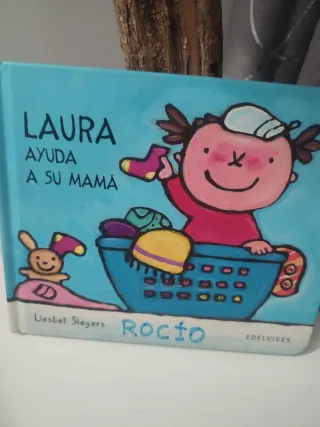 LAURA
AYUDA
A SU MAMÁ
Liesbet Slegers
ROCÍO
EDELVIVES